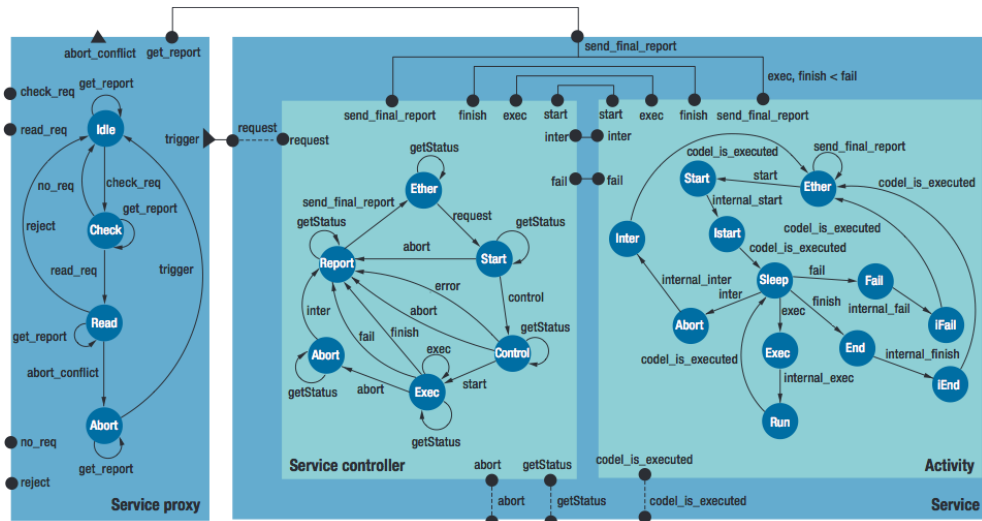 abort_conflict
get_report
check_req
read_req
get_report
Idle
no_req
check_req
get_report
reject
Check
read_req
trigger
Read
get_report
abort_conflict
Abort
get_report
no_req
reject
Service proxy
trigger
request
request
send_final_report
exec, finish < fail
send_final_report
finish
exec
start
start
exec
finish
send_final_report
inter
inter
fail
fail
getStatus
Ether
send_final_report
request
getStatus
getStatus
abort
Report
Start
error
control
inter
abort
getStatus
fail
finish
exec
Abort
Control
getStatus
abort
start
Exec
getStatus
Service controller
abort
getStatus
abort
getStatus
codel_is_executed
send_final_report
Start
start
Ether
codel_is_executed
internal_start
Inter
Istart
codel_is_executed
codel_is_executed
internal_inter
Sleep
fail
Fail
inter
finish
internal_fail
Abort
exec
iFail
codel_is_executed
Exec
End
internal_exec
internal_finish
iEnd
Run
codel_is_executed
Activity
codel_is_executed
Service